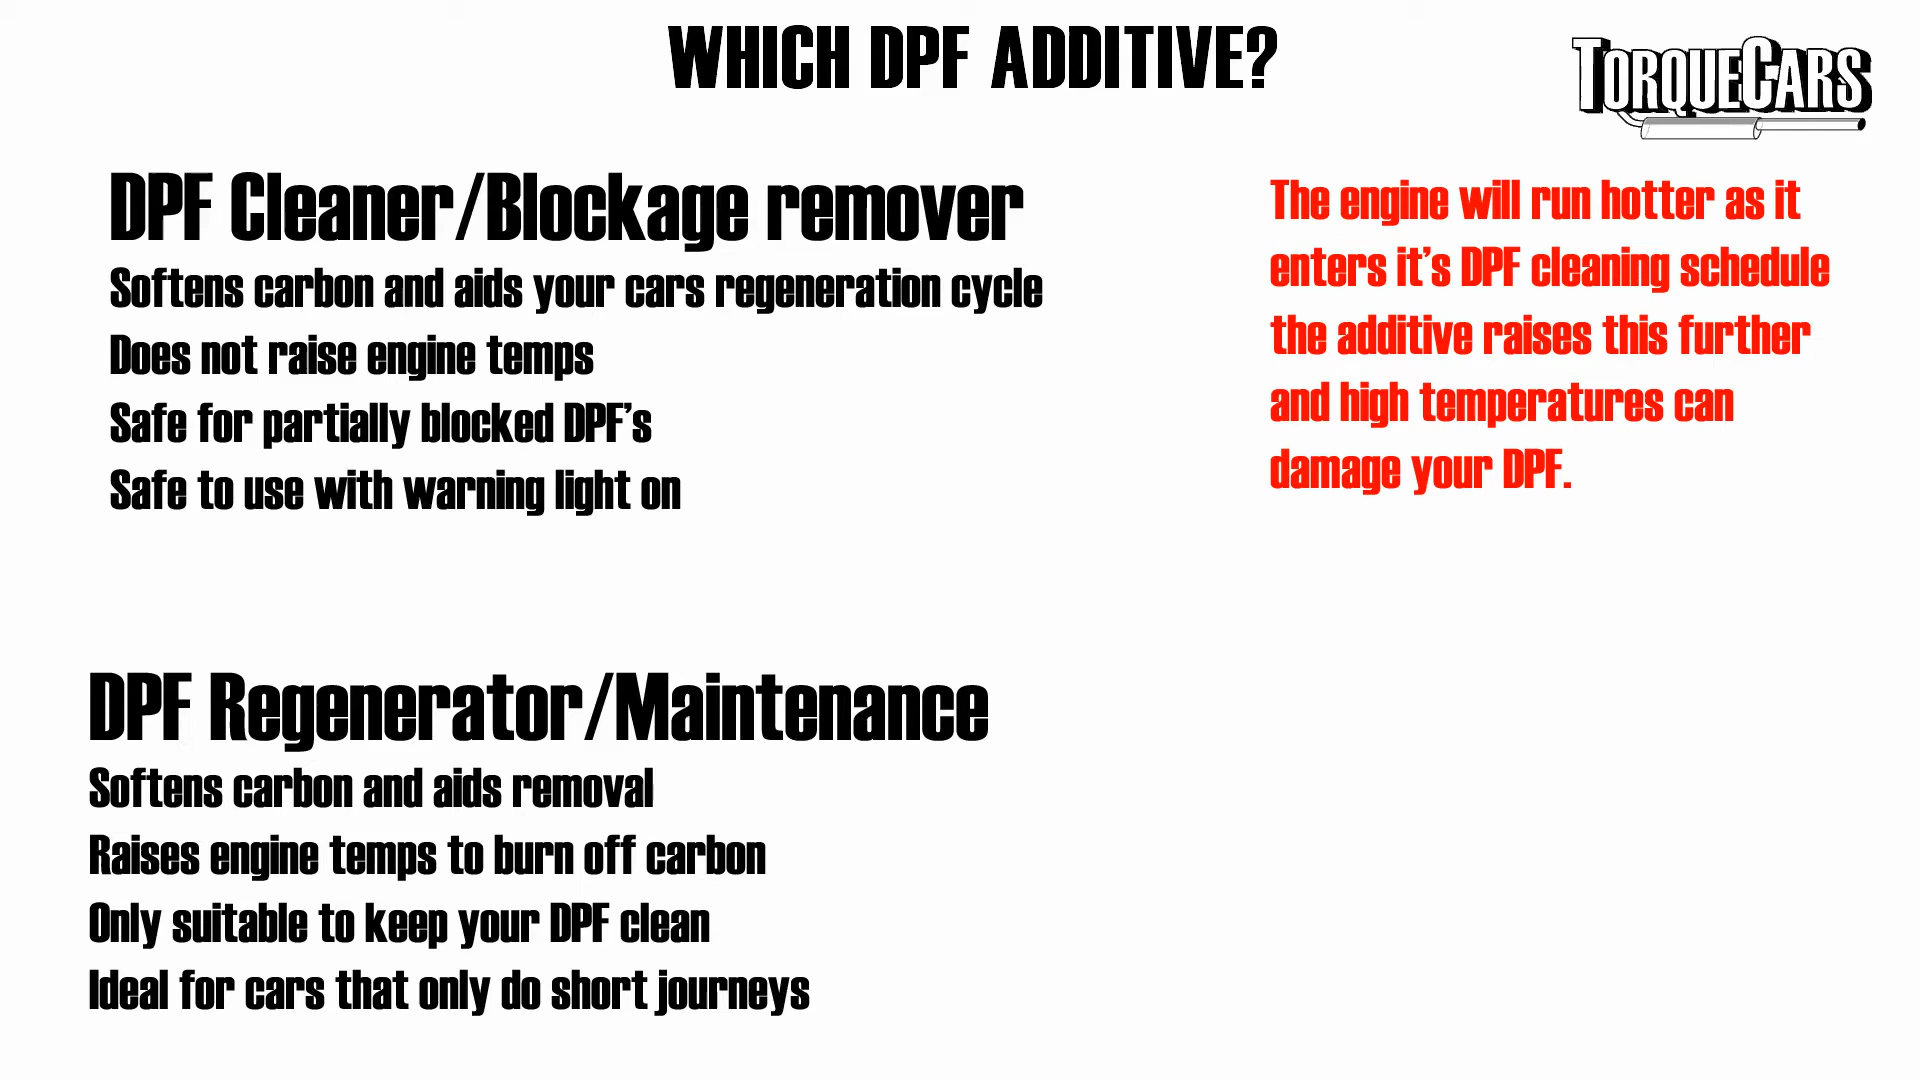 WHICH DPF ADDITIVE?
TORQUECARS
DPF Cleaner/Blockage remover
Softens carbon and aids your cars regeneration cycle
Does not raise engine temps
Safe for partially blocked DPF's
Safe to use with warning light on
The engine will run hotter as it
enters it's DPF cleaning schedule
the additive raises this further
and high temperatures can
damage your DPF.
DPF Regenerator/Maintenance
Softens carbon and aids removal
Raises engine temps to burn off carbon
Only suitable to keep your DPF clean
Ideal for cars that only do short journeys